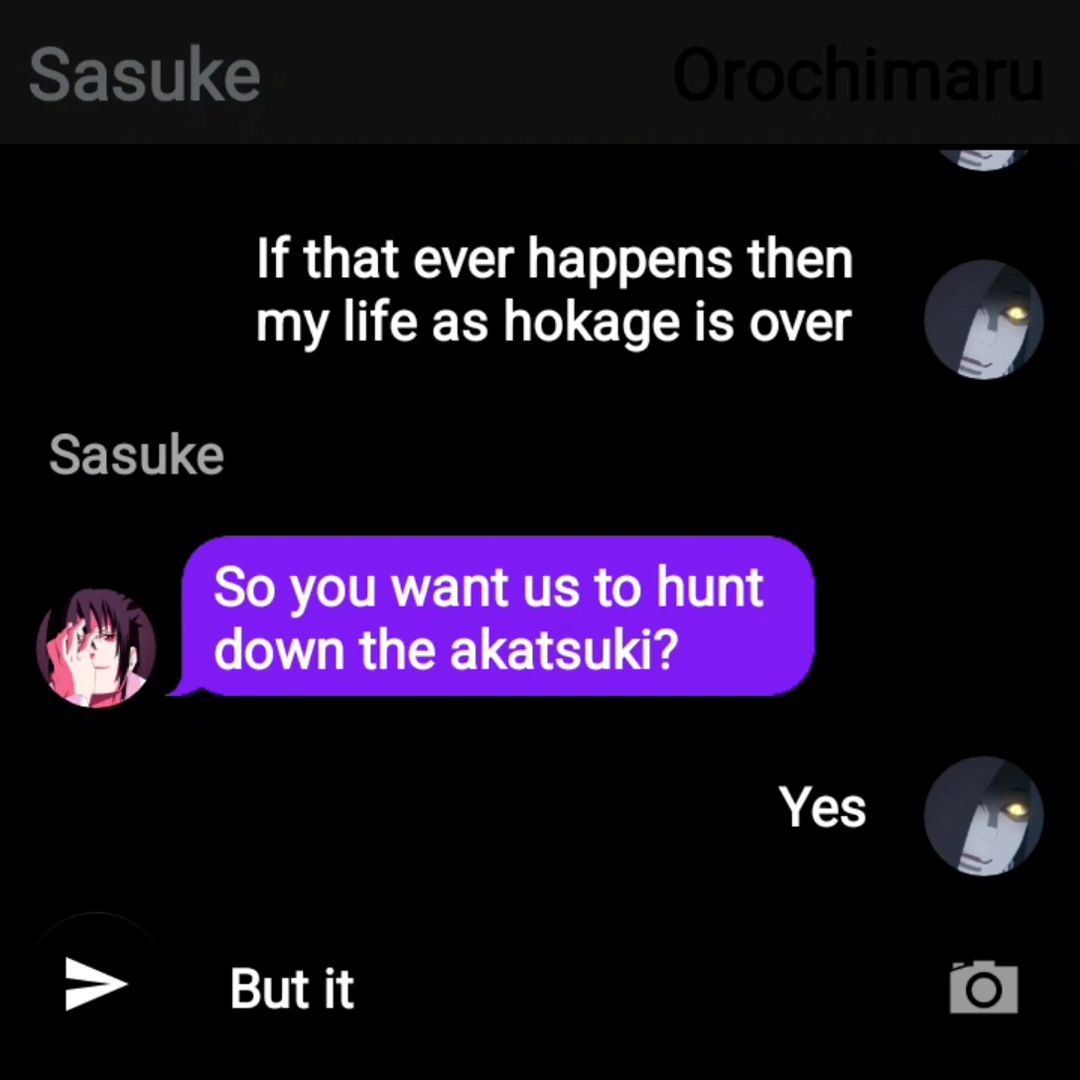 Sasuke
Orochimaru
If that ever happens then
my life as hokage is over
Sasuke
So you want us to hunt
down the akatsuki?
Yes
But it